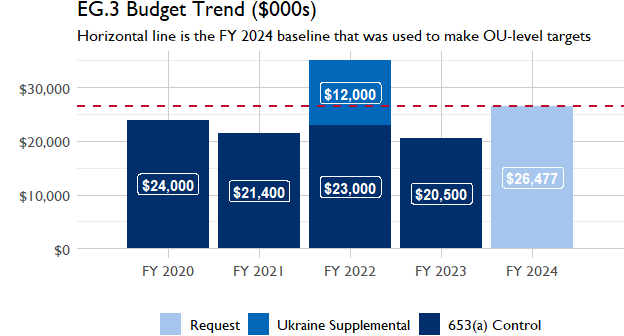 EG.3 Budget Trend ($000s)
Horizontal line is the FY 2024 baseline that was used to make OU-level targets
$30,000
$20,000
$10,000
$0
$24,000
$21,400
$12,000
$23,000
$20,500
$26,477
FY 2020 FY 2021 FY 2022 FY 2023 FY 2024
Request Ukraine Supplemental 653(a) Control